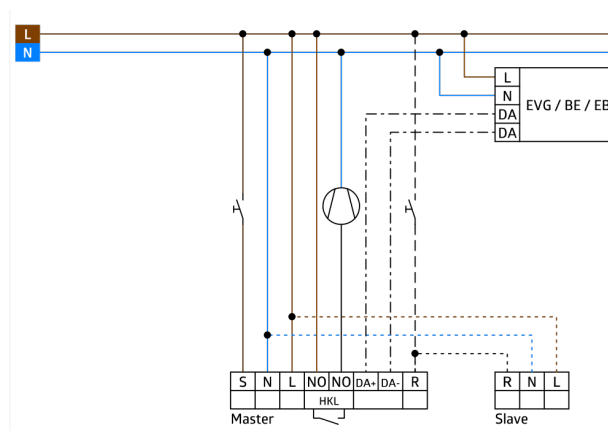 L
N
L
N EVG / BE / EB
DA
DA
S N L NO NO DA+ DA- R R N L
HKL
Master Slave